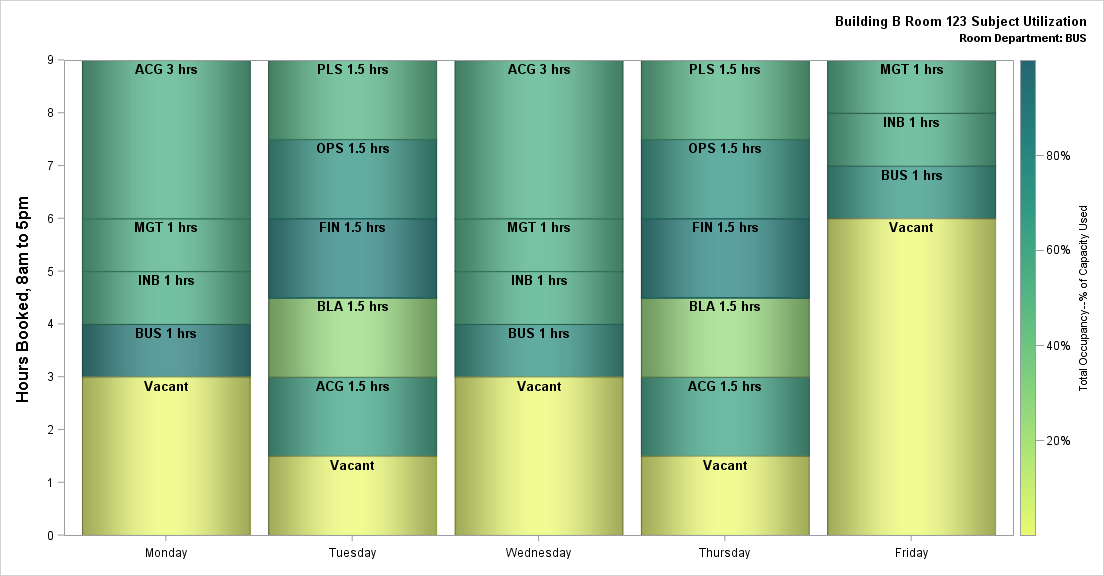 Building B Room 123 Subject Utilization
Room Department: BUS
Hours Booked, 8am to 5pm
9
8
7
6
5
4
3
2
1
0
ACG 3 hrs
MGT 1 hrs
INB 1 hrs
BUS 1 hrs
Vacant
Monday
PLS 1.5 hrs
OPS 1.5 hrs
FIN 1.5 hrs
BLA 1.5 hrs
ACG 1.5 hrs
Vacant
Tuesday
ACG 3 hrs
MGT 1 hrs
INB 1 hrs
BUS 1 hrs
Vacant
Wednesday
PLS 1.5 hrs
OPS 1.5 hrs
FIN 1.5 hrs
BLA 1.5 hrs
ACG 1.5 hrs
Vacant
Thursday
MGT 1 hrs
INB 1 hrs
BUS 1 hrs
Vacant
Friday
80%
60%
40%
20%
Total Occupancy--% of Capacity Used